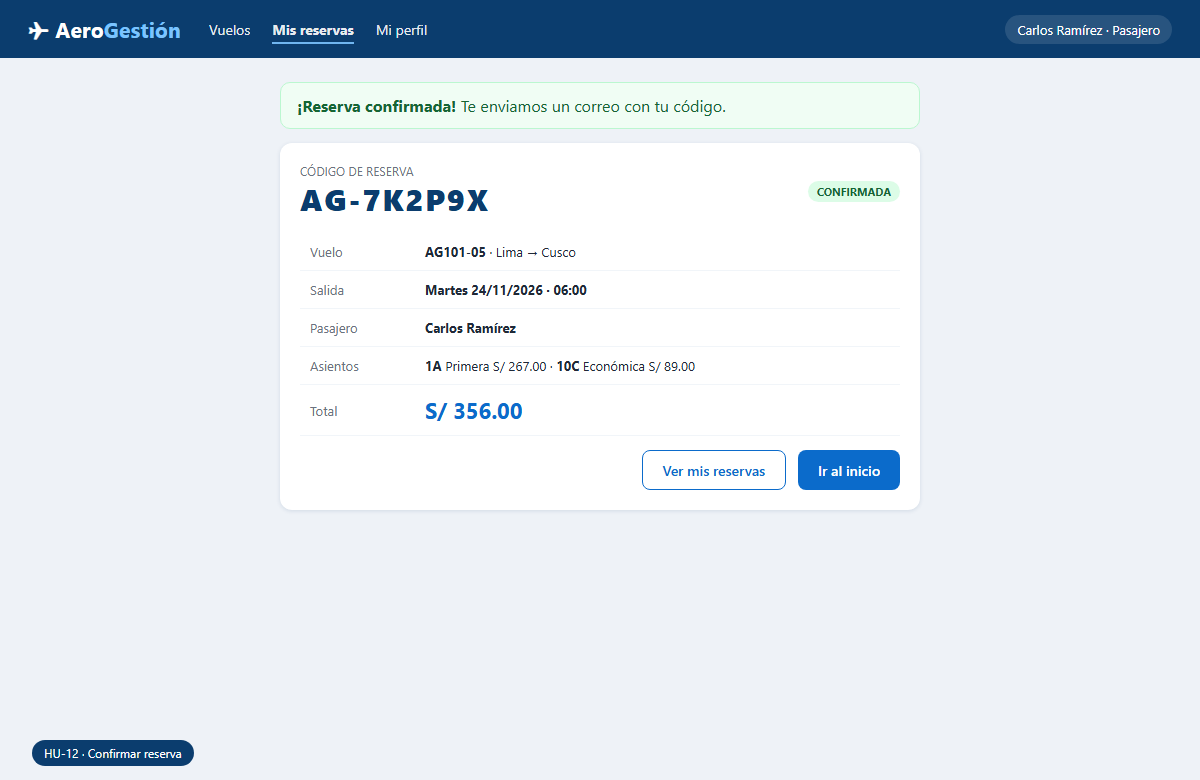 AeroGestión Vuelos Mis reservas Mi perfil Carlos Ramírez · Pasajero
¡Reserva confirmada! Te enviamos un correo con tu código.
CÓDIGO DE RESERVA
AG-7K2P9X CONFIRMADA
Vuelo AG101-05 · Lima → Cusco
Salida Martes 24/11/2026 · 06:00
Pasajero Carlos Ramírez
Asientos 1A Primera S/ 267.00 · 10C Económica S/ 89.00
Total S/ 356.00
Ver mis reservas Ir al inicio
HU-12 · Confirmar reserva